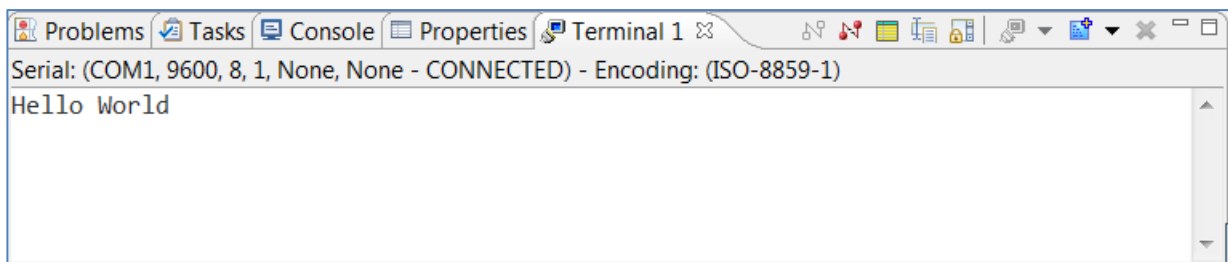 Problems Tasks Console Properties Terminal 1
Serial: (COM1, 9600, 8, 1, None, None - CONNECTED) - Encoding: (ISO-8859-1)
Hello World